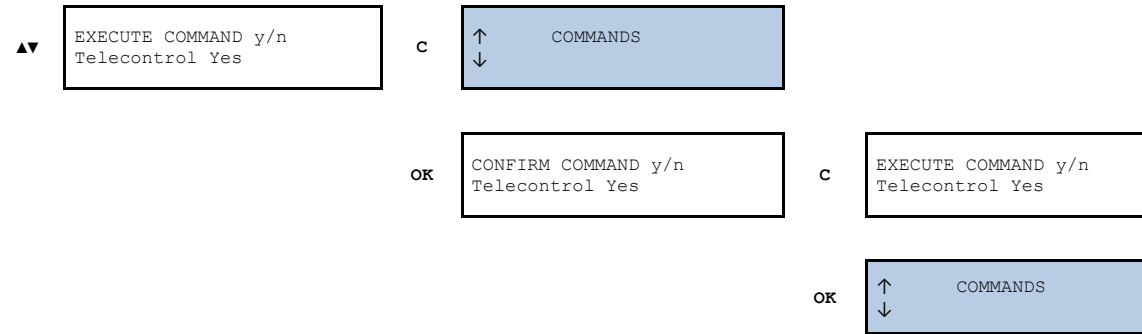 ▲▼
EXECUTE COMMAND y/n
Telecontrol Yes
C
↑ COMMANDS
↓
OK
CONFIRM COMMAND y/n
Telecontrol Yes
C
EXECUTE COMMAND y/n
Telecontrol Yes
OK
↑ COMMANDS
↓